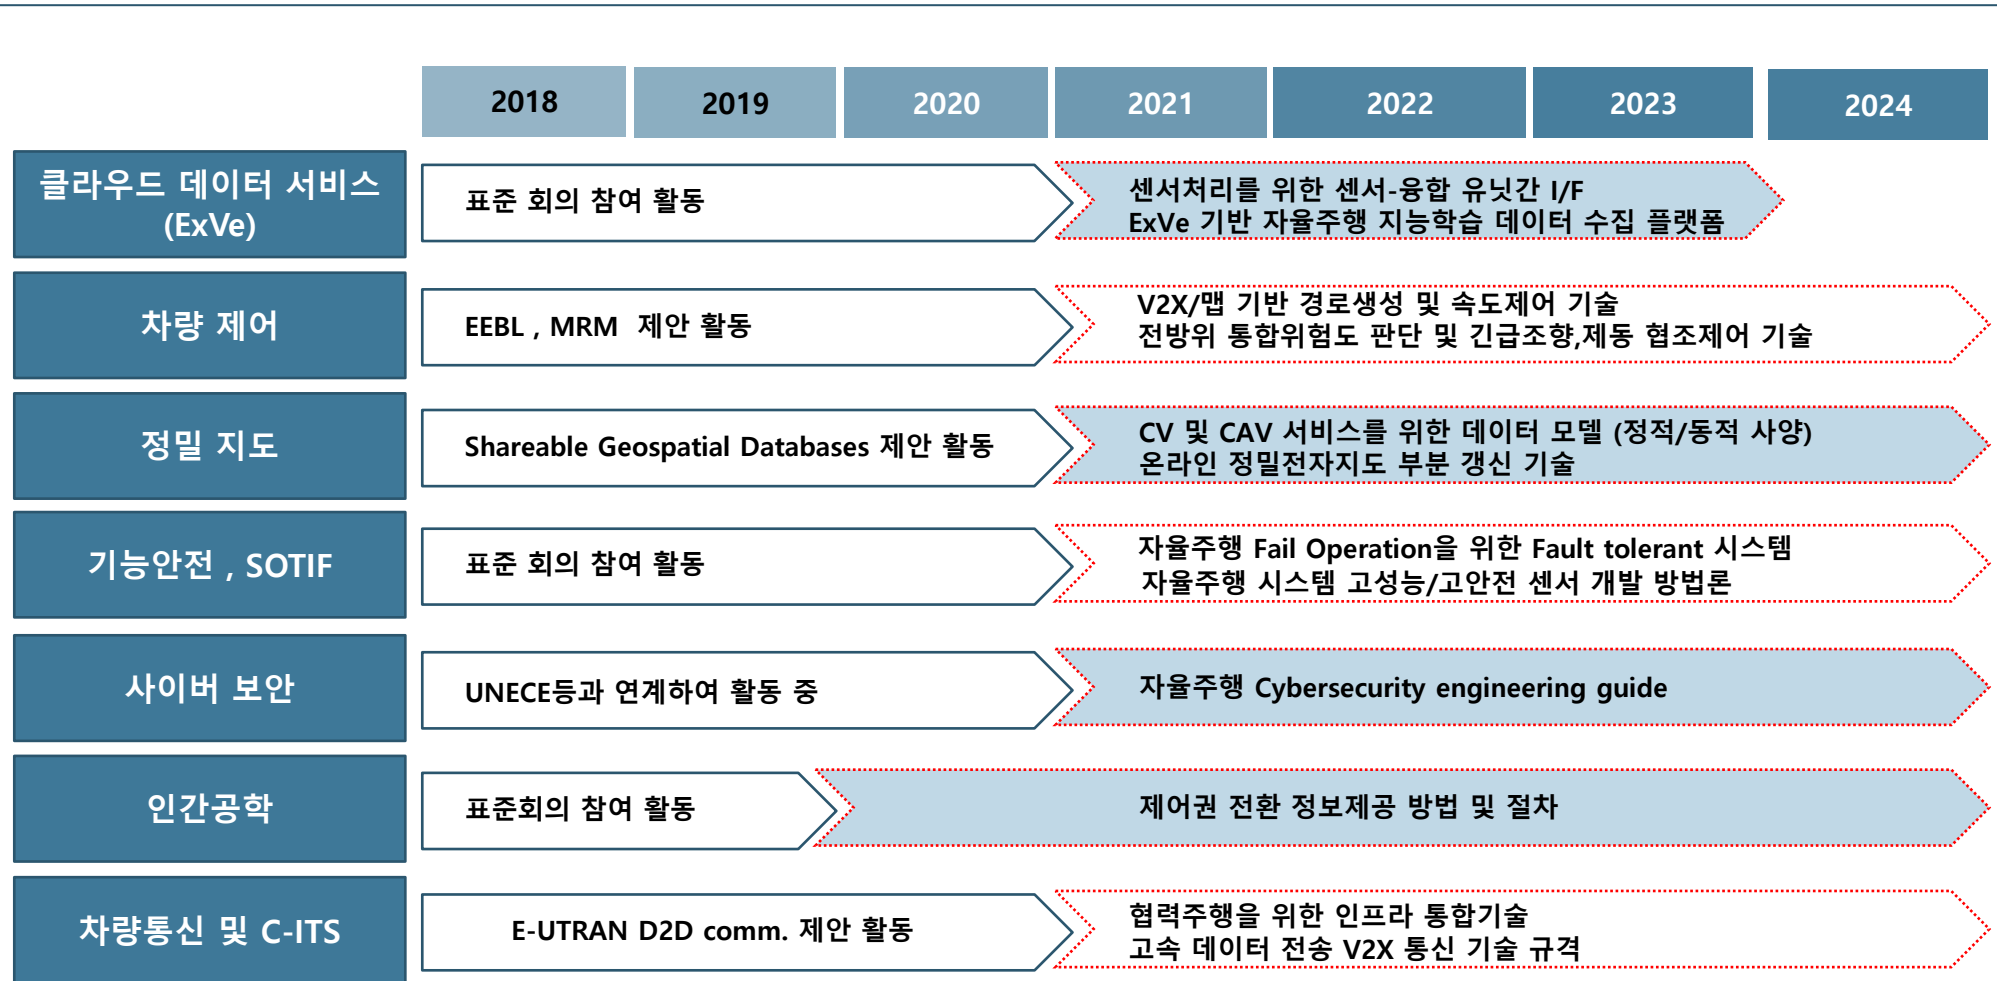 2018 2019 2020 2021 2022 2023 2024
클라우드 데이터 서비스
(ExVe)
표준 회의 참여 활동
센서처리를 위한 센서-융합 유닛간 I/F
ExVe 기반 자율주행 지능학습 데이터 수집 플랫폼
차량 제어
EEBL , MRM 제안 활동
V2X/맵 기반 경로생성 및 속도제어 기술
전방위 통합위험도 판단 및 긴급조향,제동 협조제어 기술
정밀 지도
Shareable Geospatial Databases 제안 활동
CV 및 CAV 서비스를 위한 데이터 모델 (정적/동적 사양)
온라인 정밀전자지도 부분 갱신 기술
기능안전 , SOTIF
표준 회의 참여 활동
자율주행 Fail Operation을 위한 Fault tolerant 시스템
자율주행 시스템 고성능/고안전 센서 개발 방법론
사이버 보안
UNECE등과 연계하여 활동 중
자율주행 Cybersecurity engineering guide
인간공학
표준회의 참여 활동
제어권 전환 정보제공 방법 및 절차
차량통신 및 C-ITS
E-UTRAN D2D comm. 제안 활동
협력주행을 위한 인프라 통합기술
고속 데이터 전송 V2X 통신 기술 규격